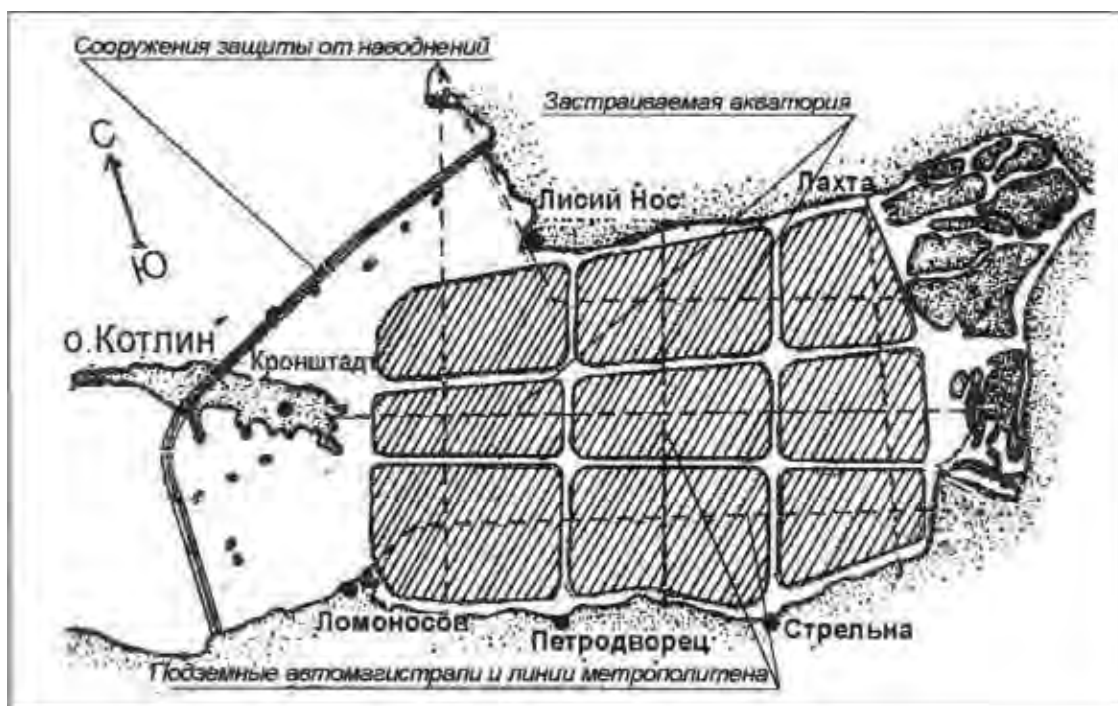 Сооружения защиты от наводнений
Застраиваемая акватория
С
Ю
Лисий Нос
Лахта
о.Котлин
Кронштадт
Ломоносов
Петродворец
Стрельна
Подземные автомагистрали и линии метрополитена